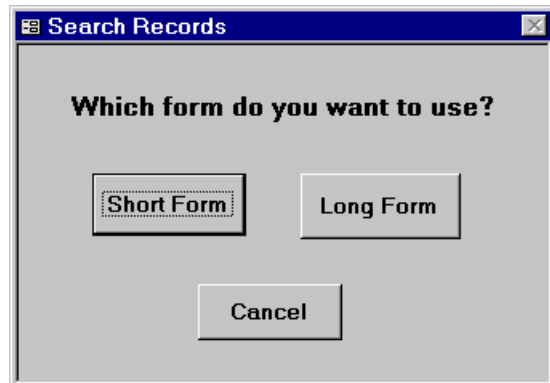 Search Records
Which form do you want to use?
Short Form
Long Form
Cancel